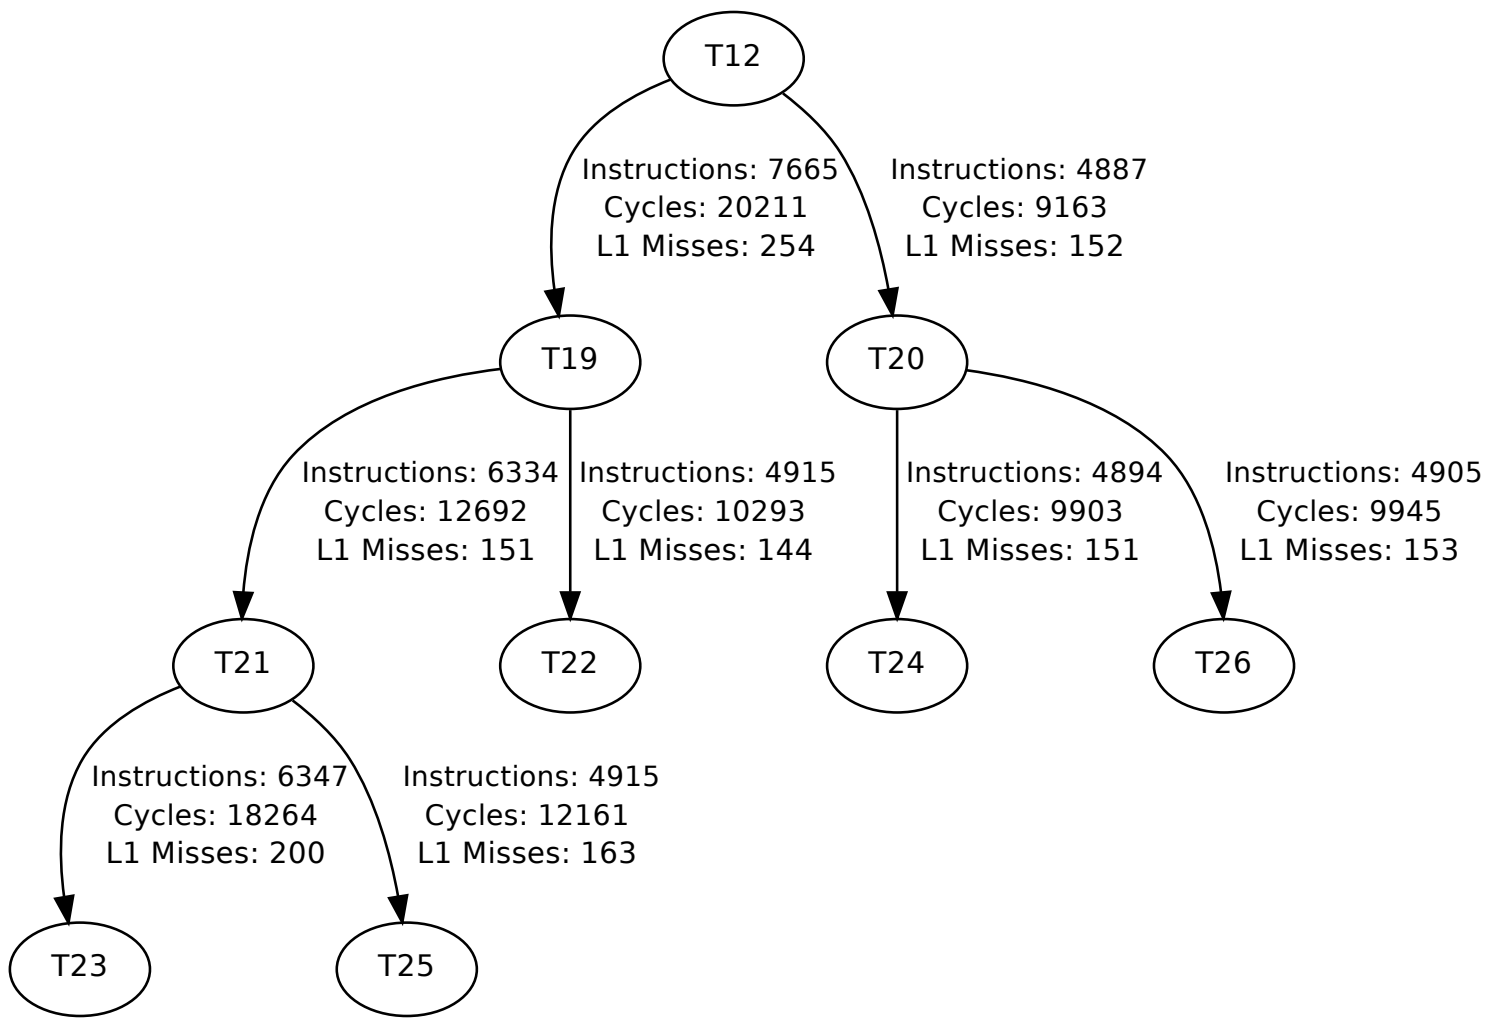 T12
Instructions: 7665
Cycles: 20211
L1 Misses: 254
Instructions: 4887
Cycles: 9163
L1 Misses: 152
T19
T20
Instructions: 6334
Cycles: 12692
L1 Misses: 151
Instructions: 4915
Cycles: 10293
L1 Misses: 144
Instructions: 4894
Cycles: 9903
L1 Misses: 151
Instructions: 4905
Cycles: 9945
L1 Misses: 153
T21
T22
T24
T26
Instructions: 6347
Cycles: 18264
L1 Misses: 200
Instructions: 4915
Cycles: 12161
L1 Misses: 163
T23
T25